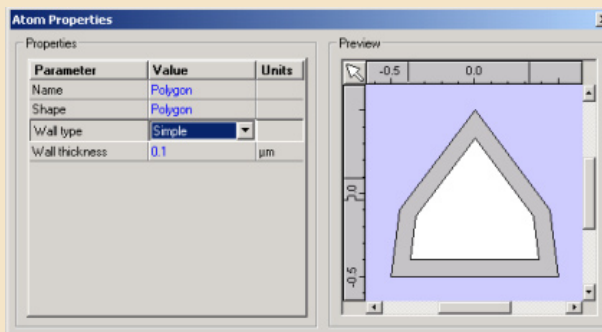 Atom Properties
Properties
Parameter Value Units
Name Polygon
Shape Polygon
Wall type Simple
Wall thickness 0.1 µm
Preview
-0.5 0.0
0.0
-0.5